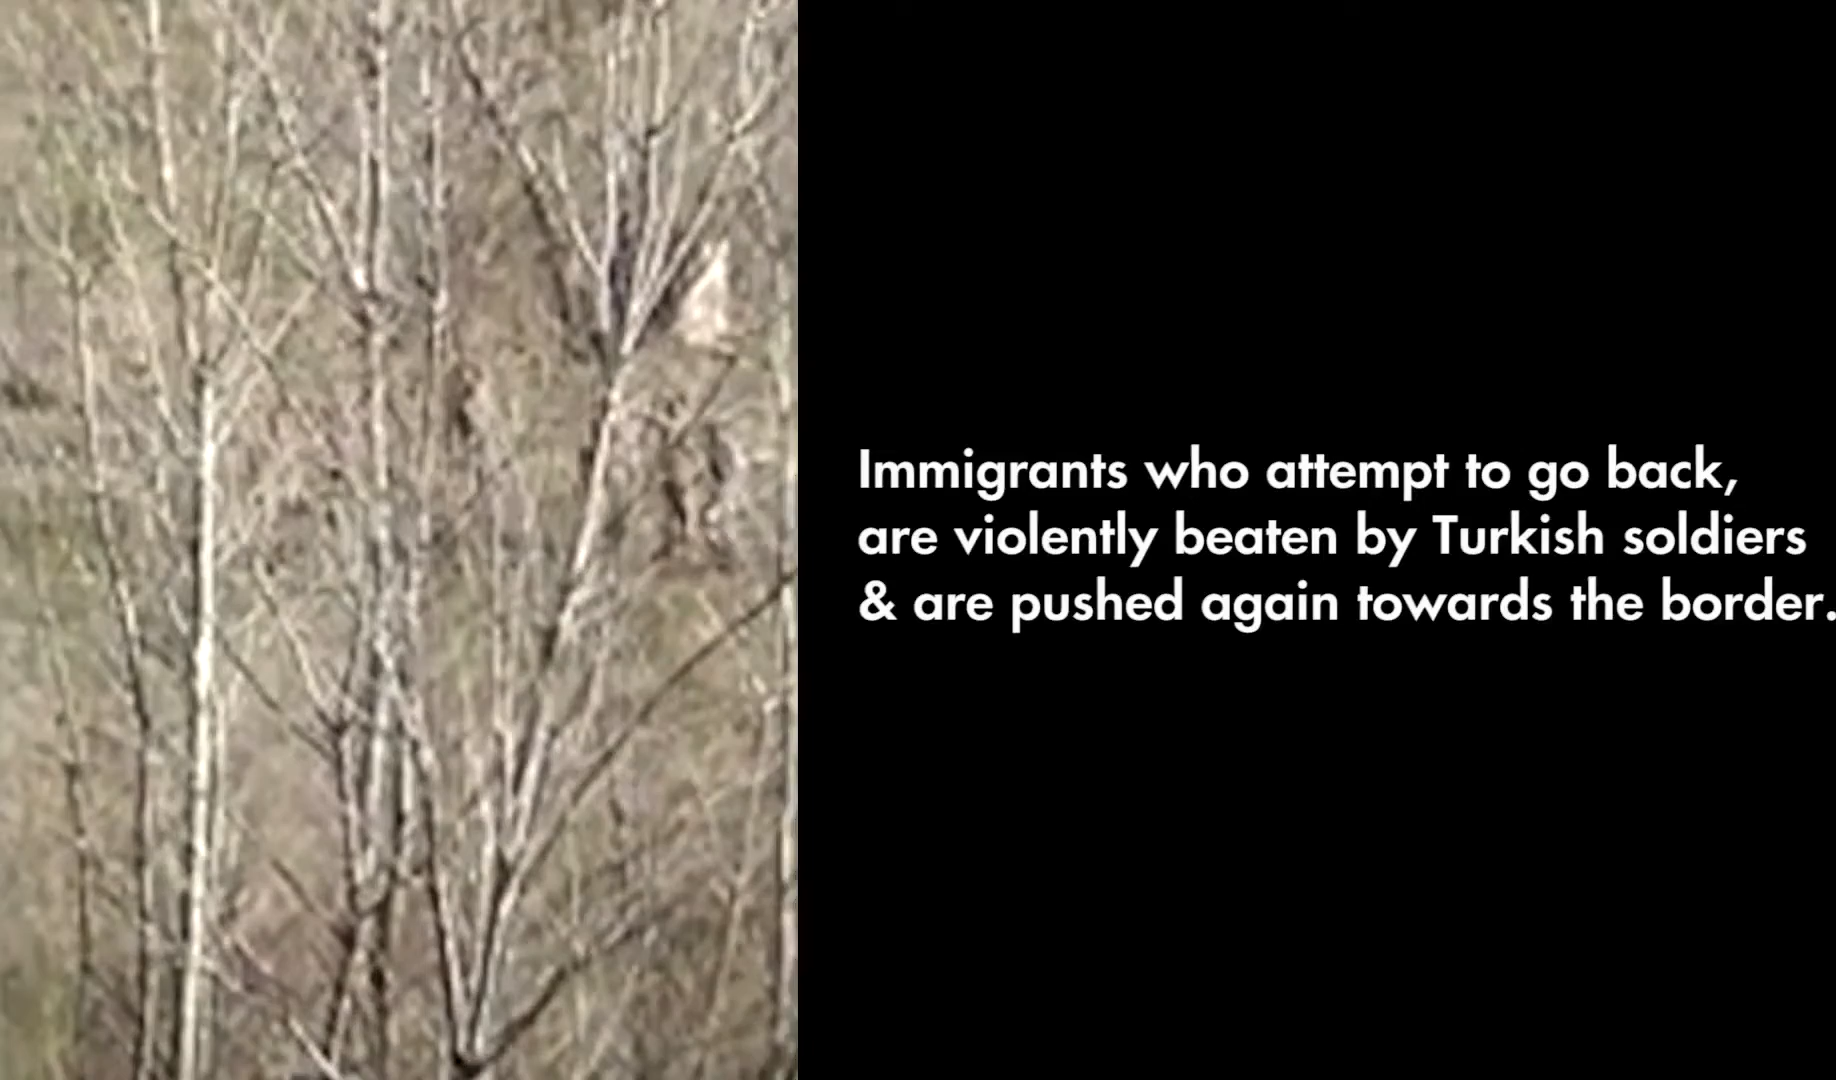 Immigrants who attempt to go back,
are violently beaten by Turkish soldiers
& are pushed again towards the border.